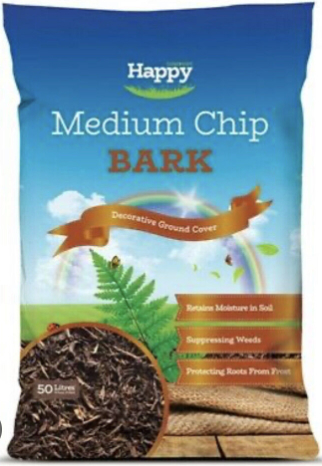 Happy
Medium Chip
BARK
Decorative Ground Cover
Retains Moisture in Soil
Suppressing Weeds
Protecting Roots From Frost
50 Litres